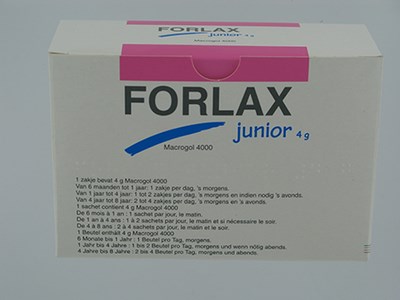 FORLAX
junior 4 g
Macrogol 4000
FORLAX
junior 4 g
Macrogol 4000
1 zakje bevat 4 g Macrogol 4000
Van 6 maanden tot 1 jaar: 1 zakje per dag, 's morgens.
Van 1 jaar tot 4 jaar: 1 tot 2 zakjes per dag, 's morgens en indien nodig 's avonds.
Van 4 jaar tot 8 jaar: 2 tot 4 zakjes per dag, 's morgens en 's avonds.
1 sachet contient 4 g Macrogol 4000
De 6 mois à 1 an : 1 sachet par jour, le matin.
De 1 an à 4 ans : 1 à 2 sachets par jour, le matin et si nécessaire le soir.
De 4 à 8 ans : 2 à 4 sachets par jour, le matin et le soir.
1 Beutel enhält 4 g Macrogol 4000
6 Monate bis 1 Jahr : 1 Beutel pro Tag, morgens.
1 Jahr bis 4 Jahre : 1 bis 2 Beutel pro Tag, morgens und wenn nötig abends.
4 Jahre bis 8 Jahre : 2 bis 4 Beutel pro Tag, morgens und abends.